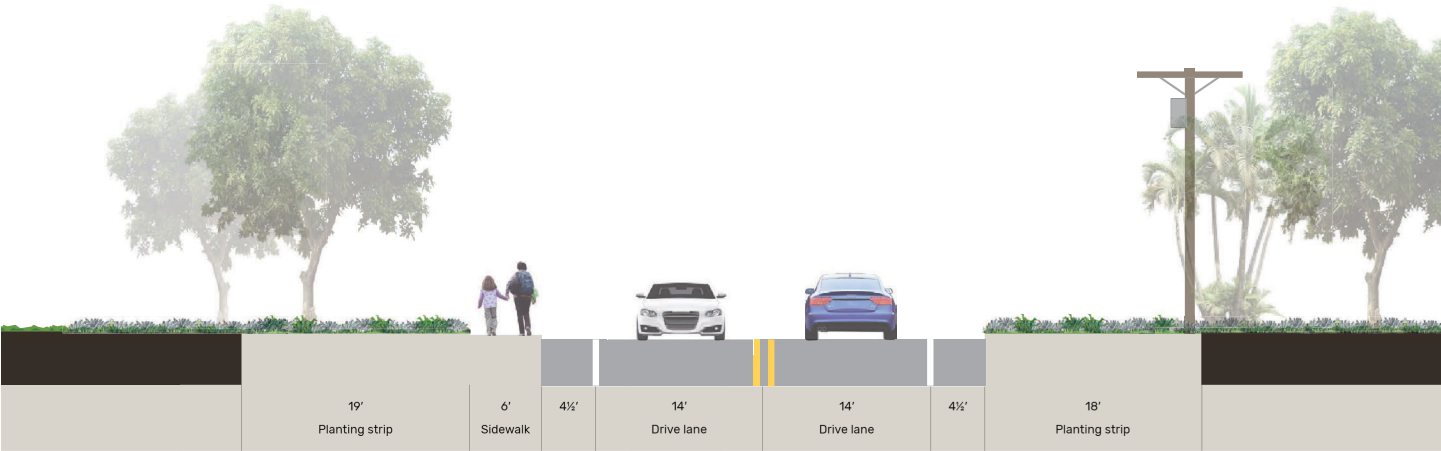 19′ 6′ 4½′ 14′ 14′ 4½′ 18′
Planting strip Sidewalk Drive lane Drive lane Planting strip